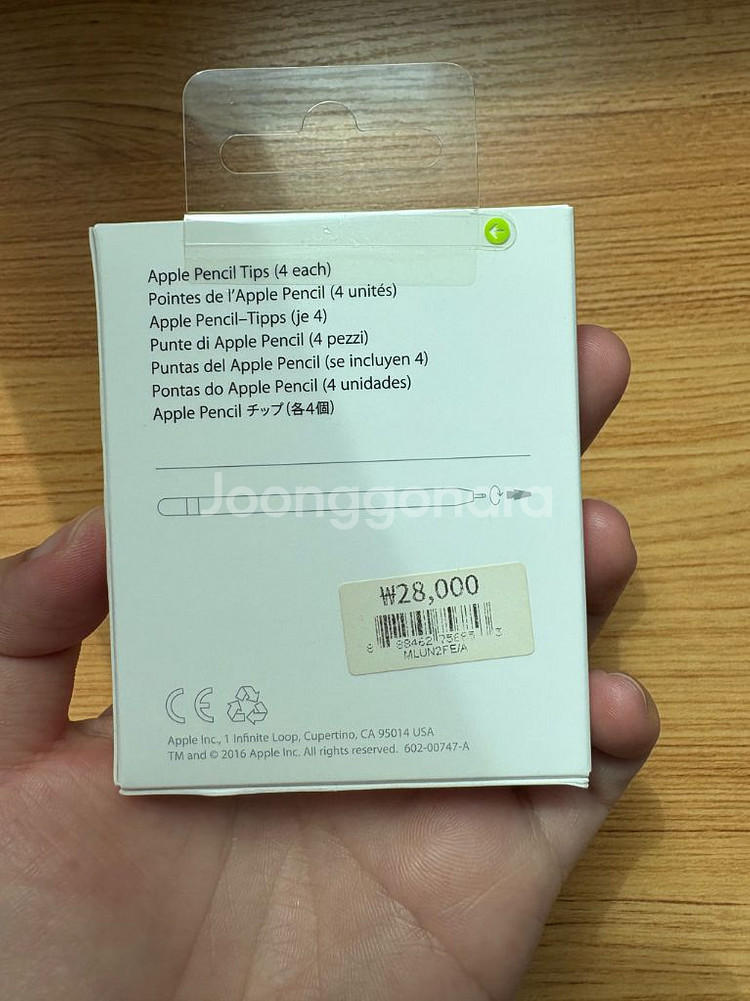 Apple Pencil Tips (4 each)
Pointes de l'Apple Pencil (4 unités)
Apple Pencil–Tipps (je 4)
Punte di Apple Pencil (4 pezzi)
Puntas del Apple Pencil (se incluyen 4)
Pontas do Apple Pencil (4 unidades)
Apple Pencil チップ (各4個)
Joonggonara
₩28,000
MLUN2FE/A
CE
Apple Inc., 1 Infinite Loop, Cupertino, CA 95014 USA
TM and © 2016 Apple Inc. All rights reserved. 602-00747-A